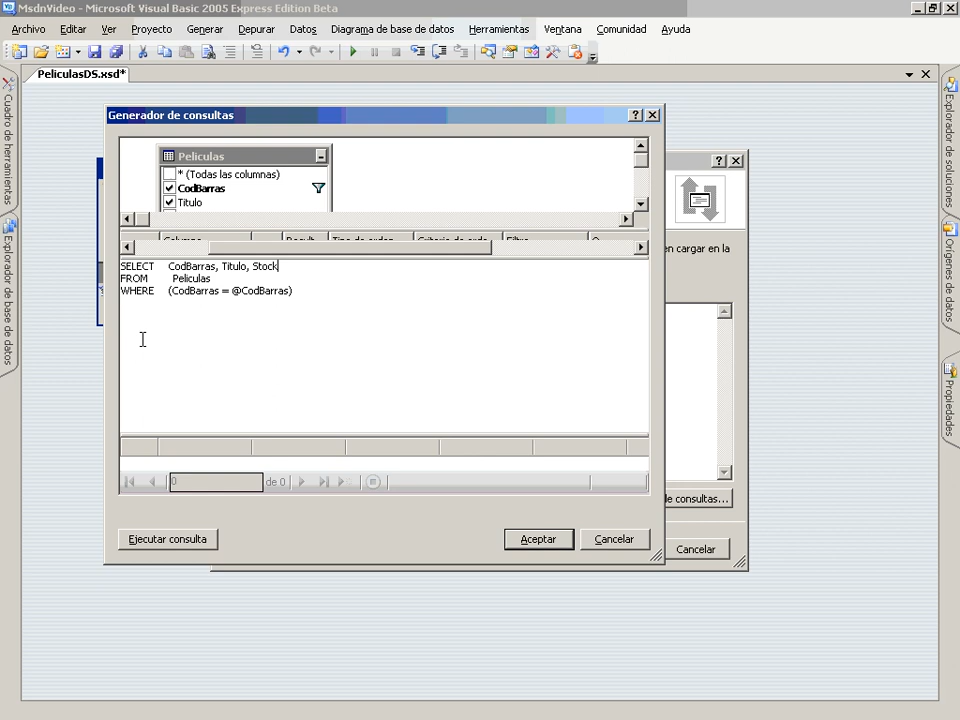 MsdnVideo - Microsoft Visual Basic 2005 Express Edition Beta
Archivo Editar Ver Proyecto Generar Depurar Datos Diagrama de base de datos Herramientas Ventana Comunidad Ayuda
PeliculasDS.xsd*
Cuadro de herramientas
Explorador de base de datos
Explorador de soluciones
Orígenes de datos
Propiedades
Generador de consultas
Peliculas
* (Todas las columnas)
CodBarras
Titulo
SELECT CodBarras, Titulo, Stock
FROM Peliculas
WHERE (CodBarras = @CodBarras)
0 de 0
Ejecutar consulta
Aceptar
Cancelar
en cargar en la
de consultas...
Cancelar